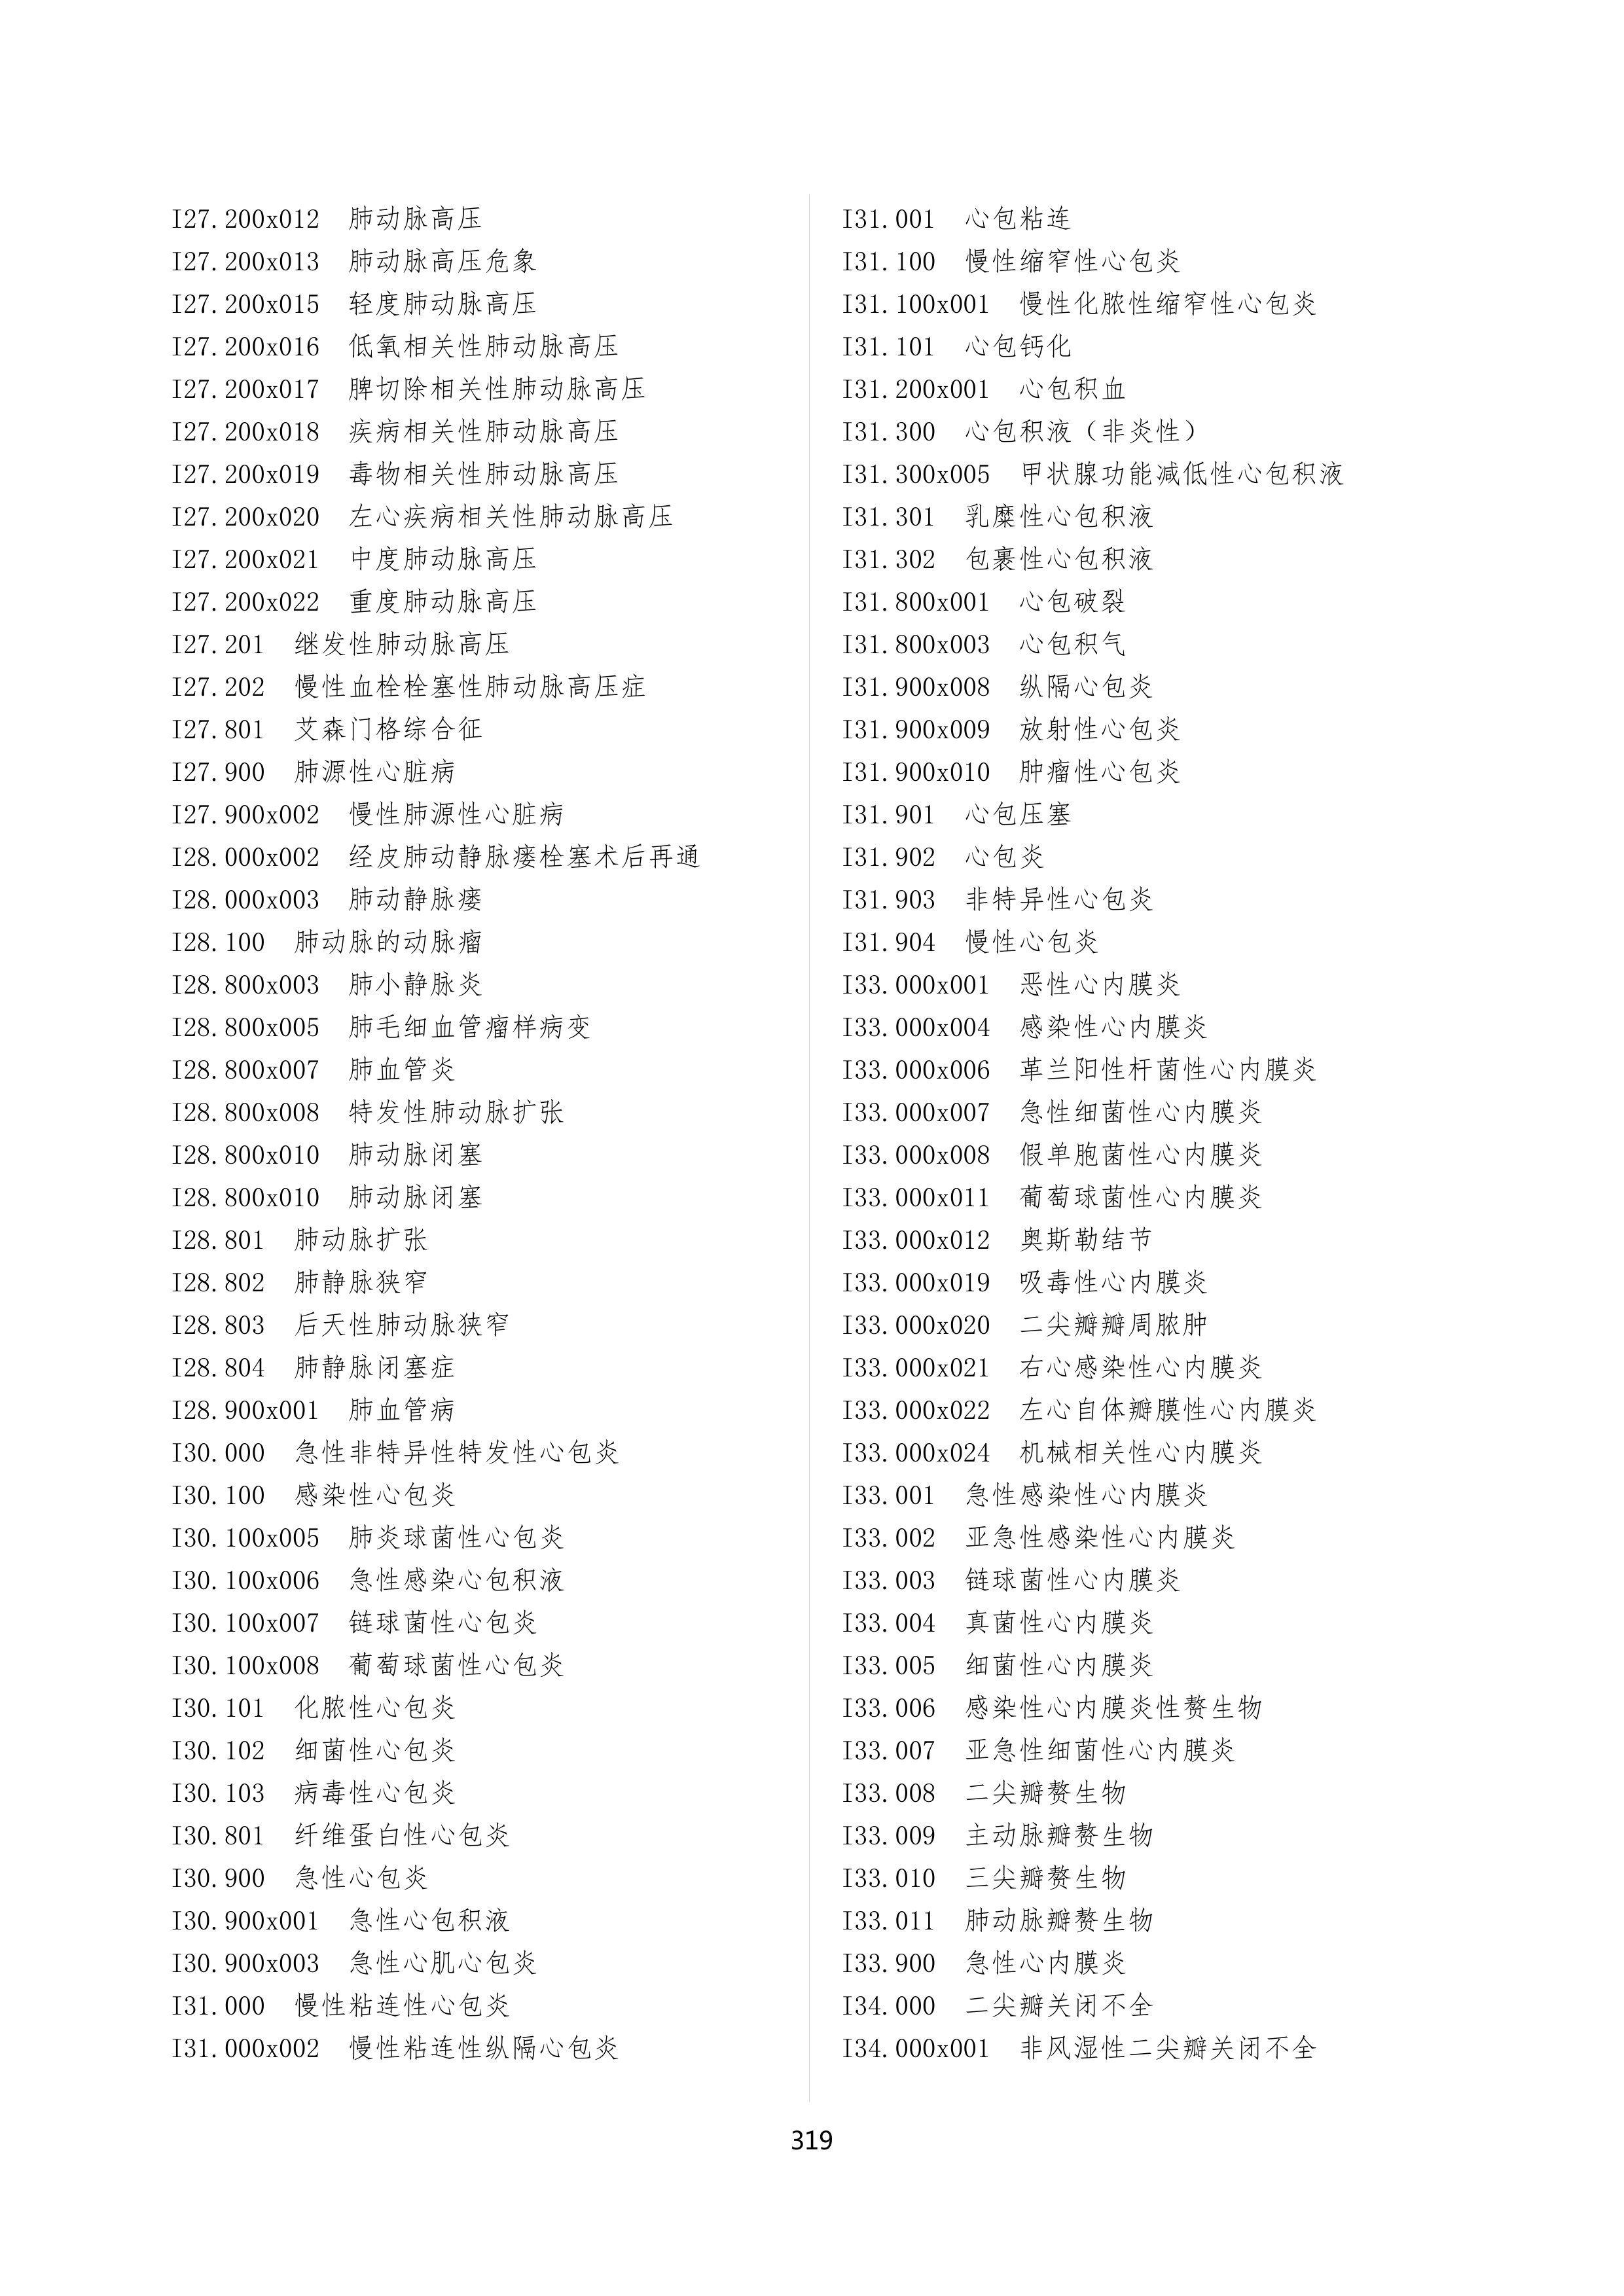 I27.200x012 肺动脉高压
I27.200x013 肺动脉高压危象
I27.200x015 轻度肺动脉高压
I27.200x016 低氧相关性肺动脉高压
I27.200x017 脾切除相关性肺动脉高压
I27.200x018 疾病相关性肺动脉高压
I27.200x019 毒物相关性肺动脉高压
I27.200x020 左心疾病相关性肺动脉高压
I27.200x021 中度肺动脉高压
I27.200x022 重度肺动脉高压
I27.201 继发性肺动脉高压
I27.202 慢性血栓栓塞性肺动脉高压症
I27.801 艾森门格综合征
I27.900 肺源性心脏病
I27.900x002 慢性肺源性心脏病
I28.000x002 经皮肺动静脉瘘栓塞术后再通
I28.000x003 肺动静脉瘘
I28.100 肺动脉的动脉瘤
I28.800x003 肺小静脉炎
I28.800x005 肺毛细血管瘤样病变
I28.800x007 肺血管炎
I28.800x008 特发性肺动脉扩张
I28.800x010 肺动脉闭塞
I28.800x010 肺动脉闭塞
I28.801 肺动脉扩张
I28.802 肺静脉狭窄
I28.803 后天性肺动脉狭窄
I28.804 肺静脉闭塞症
I28.900x001 肺血管病
I30.000 急性非特异性特发性心包炎
I30.100 感染性心包炎
I30.100x005 肺炎球菌性心包炎
I30.100x006 急性感染心包积液
I30.100x007 链球菌性心包炎
I30.100x008 葡萄球菌性心包炎
I30.101 化脓性心包炎
I30.102 细菌性心包炎
I30.103 病毒性心包炎
I30.801 纤维蛋白性心包炎
I30.900 急性心包炎
I30.900x001 急性心包积液
I30.900x003 急性心肌心包炎
I31.000 慢性粘连性心包炎
I31.000x002 慢性粘连性纵隔心包炎
I31.001 心包粘连
I31.100 慢性缩窄性心包炎
I31.100x001 慢性化脓性缩窄性心包炎
I31.101 心包钙化
I31.200x001 心包积血
I31.300 心包积液（非炎性）
I31.300x005 甲状腺功能减低性心包积液
I31.301 乳糜性心包积液
I31.302 包裹性心包积液
I31.800x001 心包破裂
I31.800x003 心包积气
I31.900x008 纵隔心包炎
I31.900x009 放射性心包炎
I31.900x010 肿瘤性心包炎
I31.901 心包压塞
I31.902 心包炎
I31.903 非特异性心包炎
I31.904 慢性心包炎
I33.000x001 恶性心内膜炎
I33.000x004 感染性心内膜炎
I33.000x006 革兰阳性杆菌性心内膜炎
I33.000x007 急性细菌性心内膜炎
I33.000x008 假单胞菌性心内膜炎
I33.000x011 葡萄球菌性心内膜炎
I33.000x012 奥斯勒结节
I33.000x019 吸毒性心内膜炎
I33.000x020 二尖瓣瓣周脓肿
I33.000x021 右心感染性心内膜炎
I33.000x022 左心自体瓣膜性心内膜炎
I33.000x024 机械相关性心内膜炎
I33.001 急性感染性心内膜炎
I33.002 亚急性感染性心内膜炎
I33.003 链球菌性心内膜炎
I33.004 真菌性心内膜炎
I33.005 细菌性心内膜炎
I33.006 感染性心内膜炎性赘生物
I33.007 亚急性细菌性心内膜炎
I33.008 二尖瓣赘生物
I33.009 主动脉瓣赘生物
I33.010 三尖瓣赘生物
I33.011 肺动脉瓣赘生物
I33.900 急性心内膜炎
I34.000 二尖瓣关闭不全
I34.000x001 非风湿性二尖瓣关闭不全
319